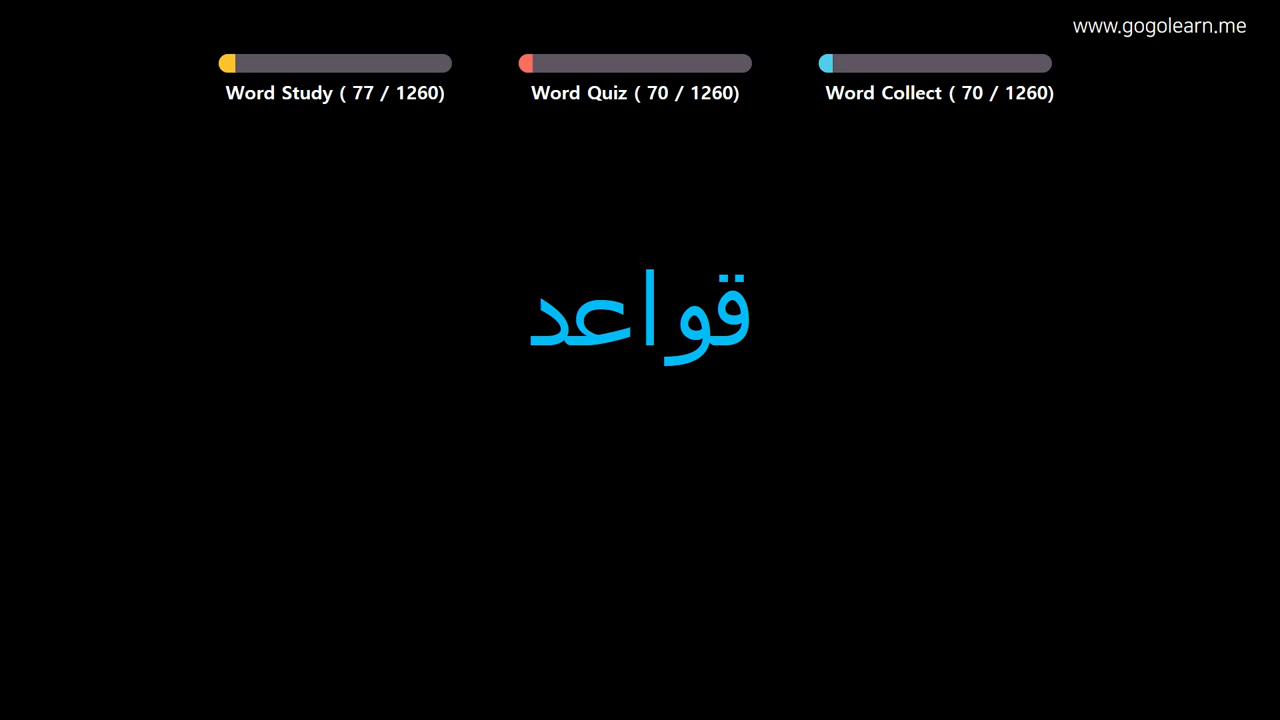 www.gogolearn.me
Word Study ( 77 / 1260)
Word Quiz ( 70 / 1260)
Word Collect ( 70 / 1260)
قواعد